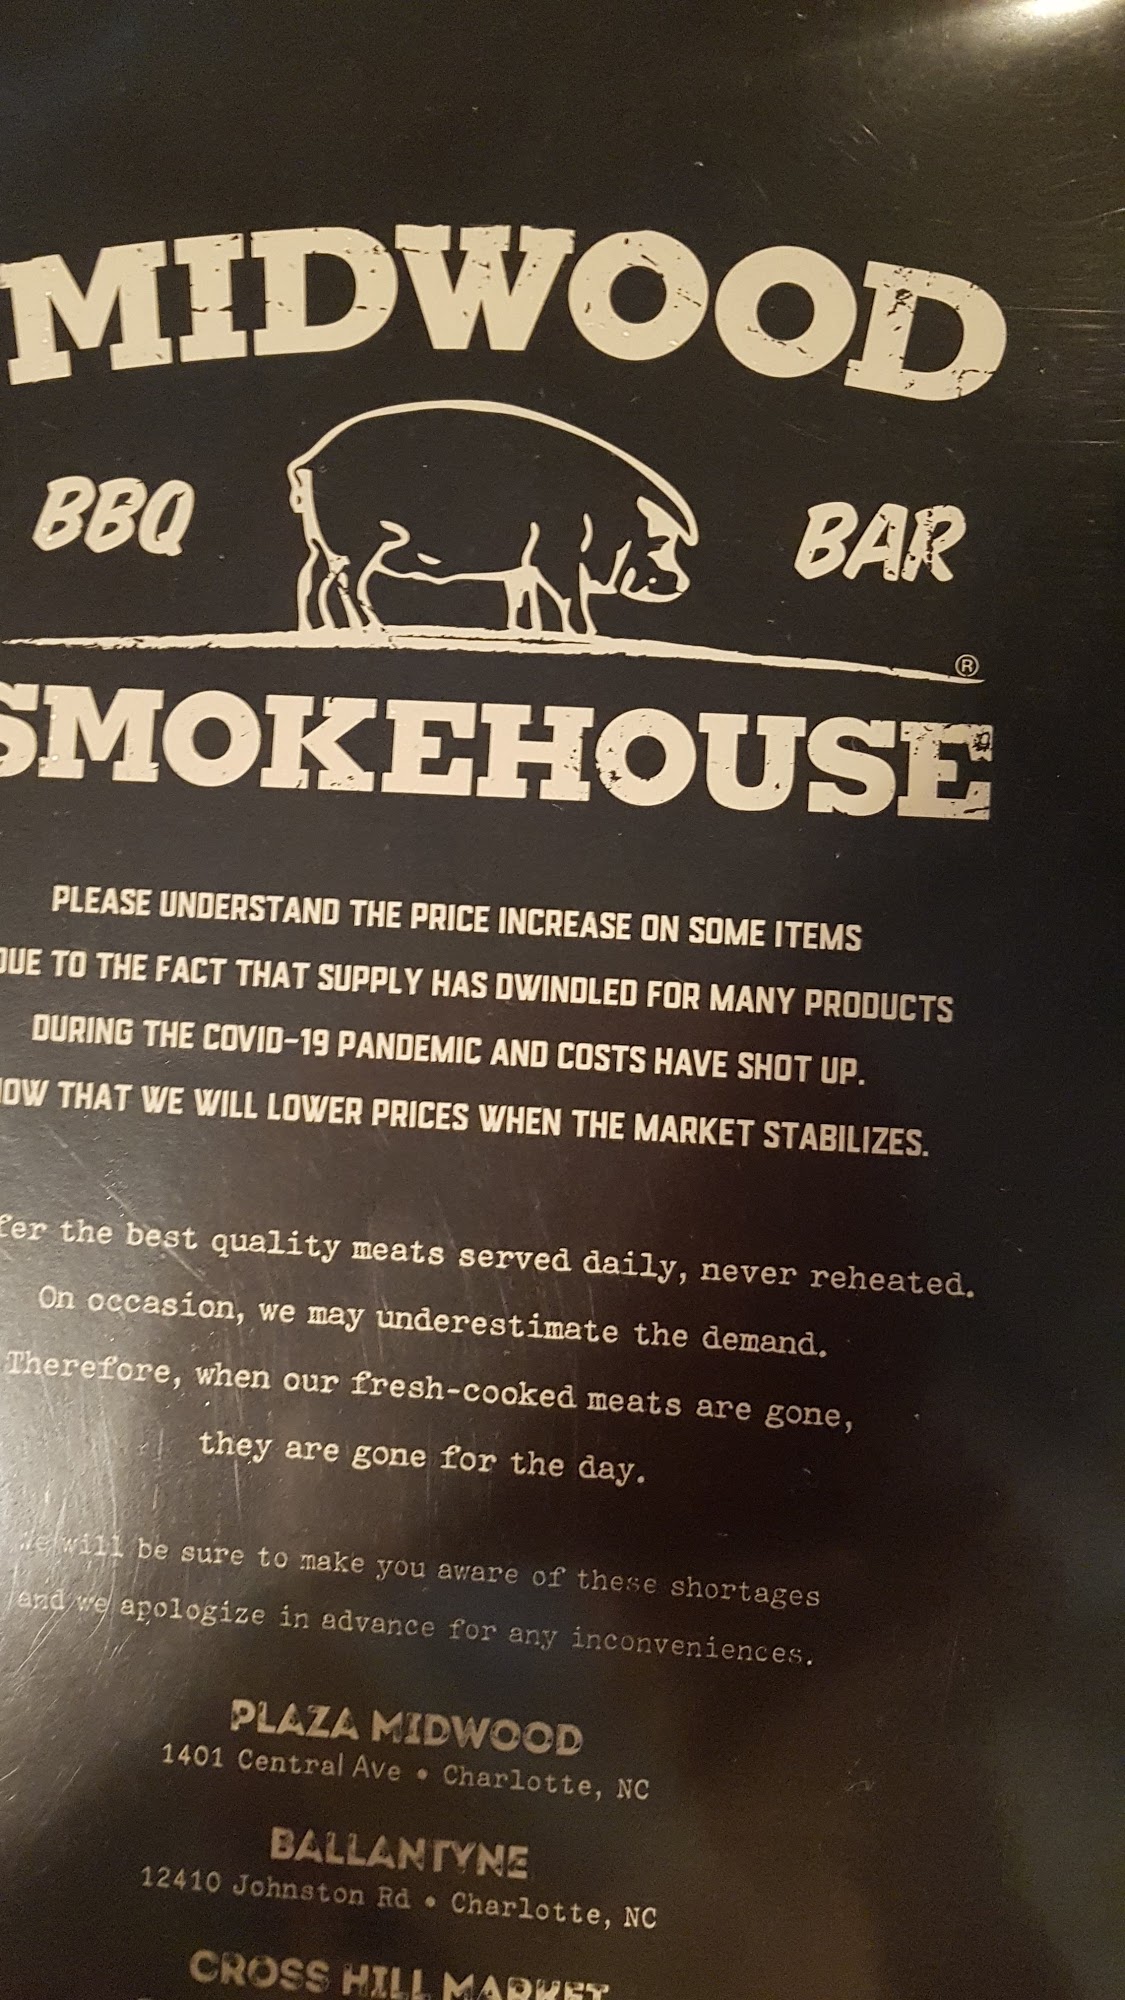 MIDWOOD
BBQ BAR
®
SMOKEHOUSE
PLEASE UNDERSTAND THE PRICE INCREASE ON SOME ITEMS
DUE TO THE FACT THAT SUPPLY HAS DWINDLED FOR MANY PRODUCTS
DURING THE COVID-19 PANDEMIC AND COSTS HAVE SHOT UP.
THAT WE WILL LOWER PRICES WHEN THE MARKET STABILIZES.
the best quality meats served daily, never reheated.
On occasion, we may underestimate the demand.
Therefore, when our fresh-cooked meats are gone,
they are gone for the day.
We will be sure to make you aware of these shortages
and we apologize in advance for any inconveniences.
PLAZA MIDWOOD
1401 Central Ave • Charlotte, NC
BALLANTYNE
12410 Johnston Rd • Charlotte, NC
CROSS HILL MARKET